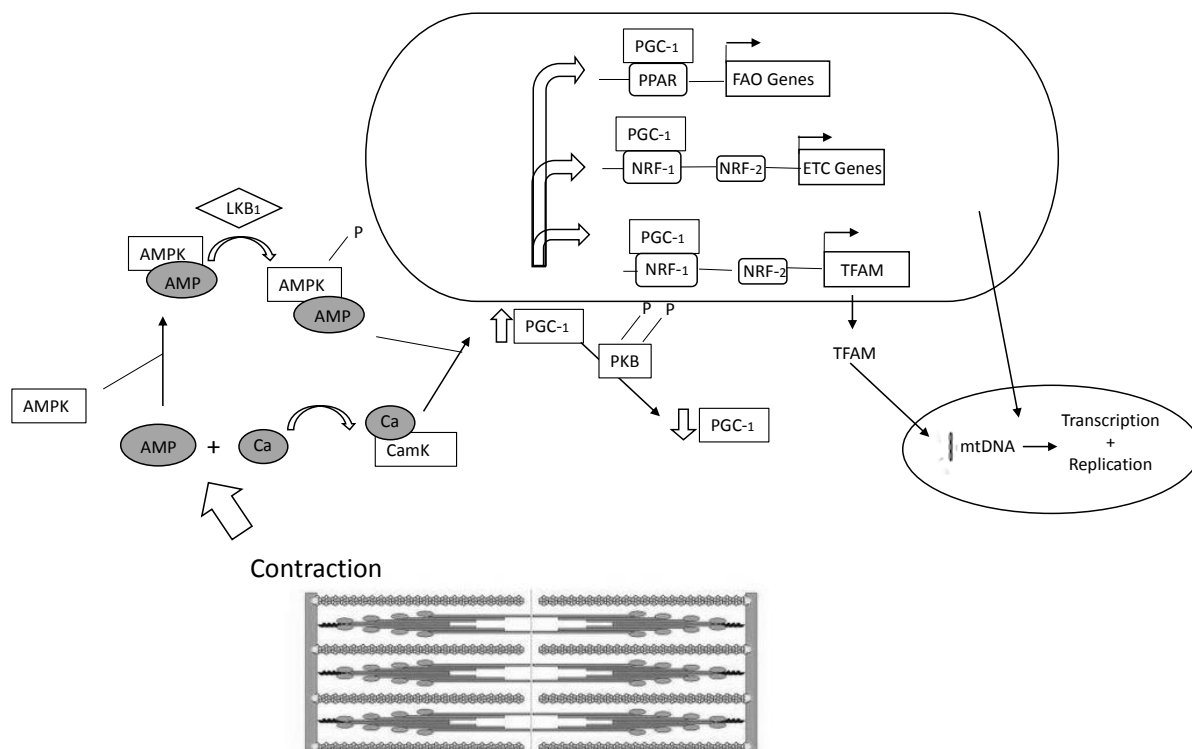 PGC-1
PPAR
FAO Genes
PGC-1
NRF-1
NRF-2
ETC Genes
LKB1
P
PGC-1
AMPK
NRF-1
NRF-2
TFAM
AMP
AMPK
AMP
P
P
PGC-1
PKB
TFAM
AMPK
Ca
PGC-1
Transcription
AMP
+
Ca
CamK
mtDNA
+
Replication
Contraction